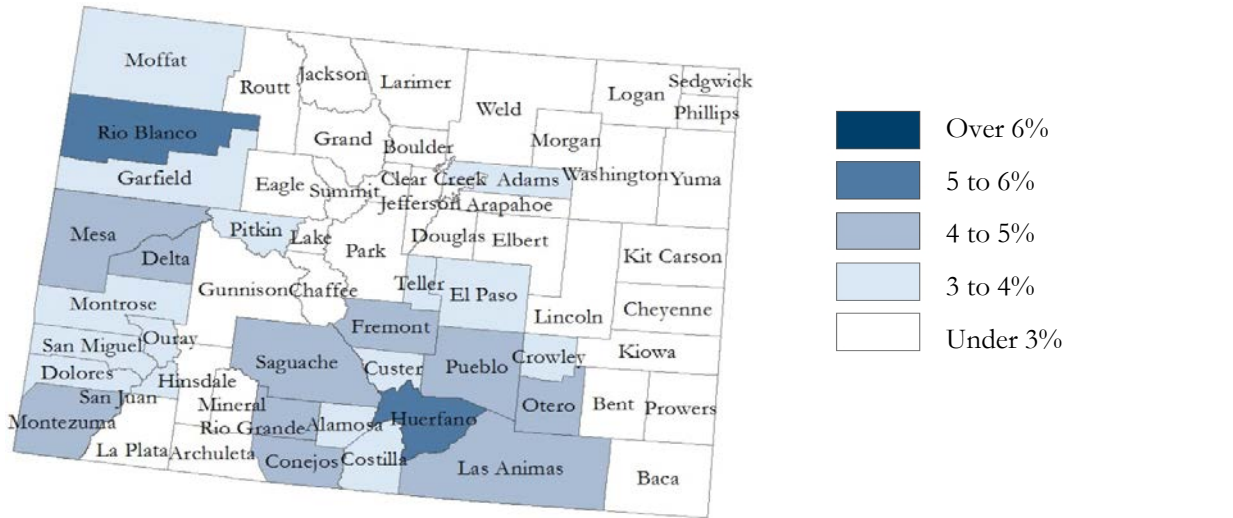 Moffat
Routt
Jackson
Larimer
Weld
Logan
Sedgwick
Phillips
Rio Blanco
Grand
Boulder
Morgan
Washington
Yuma
Garfield
Eagle
Summit
Clear Creek
Adams
Jefferson
Arapahoe
Mesa
Delta
Pitkin
Lake
Park
Douglas
Elbert
Kit Carson
Gunnison
Chaffee
Teller
El Paso
Lincoln
Cheyenne
Montrose
Ouray
San Miguel
Dolores
San Juan
Hinsdale
Saguache
Fremont
Custer
Pueblo
Crowley
Kiowa
Montezuma
La Plata
Mineral
Rio Grande
Archuleta
Alamosa
Conejos
Costilla
Huerfano
Las Animas
Otero
Bent
Prowers
Baca
Over 6%
5 to 6%
4 to 5%
3 to 4%
Under 3%